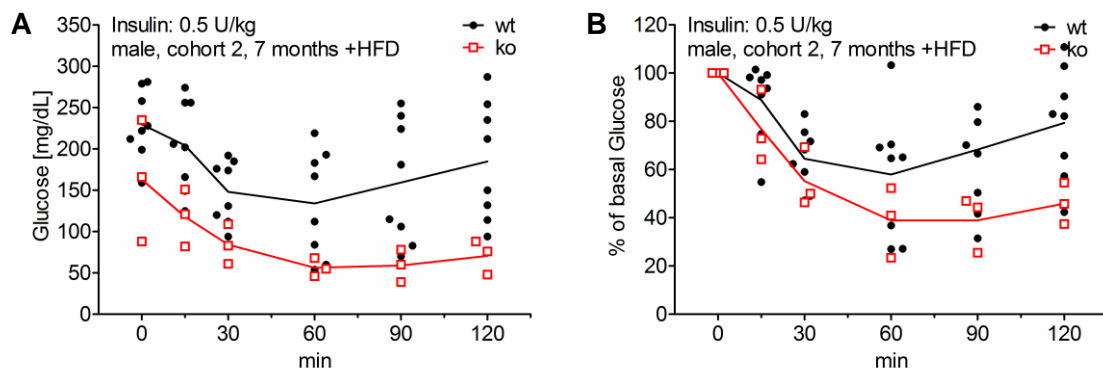 A
Insulin: 0.5 U/kg
male, cohort 2, 7 months +HFD
wt
ko
Glucose [mg/dL]
350
300
250
200
150
100
50
0
0 30 60 90 120
min
B
Insulin: 0.5 U/kg
male, cohort 2, 7 months +HFD
wt
ko
% of basal Glucose
120
100
80
60
40
20
0
0 30 60 90 120
min